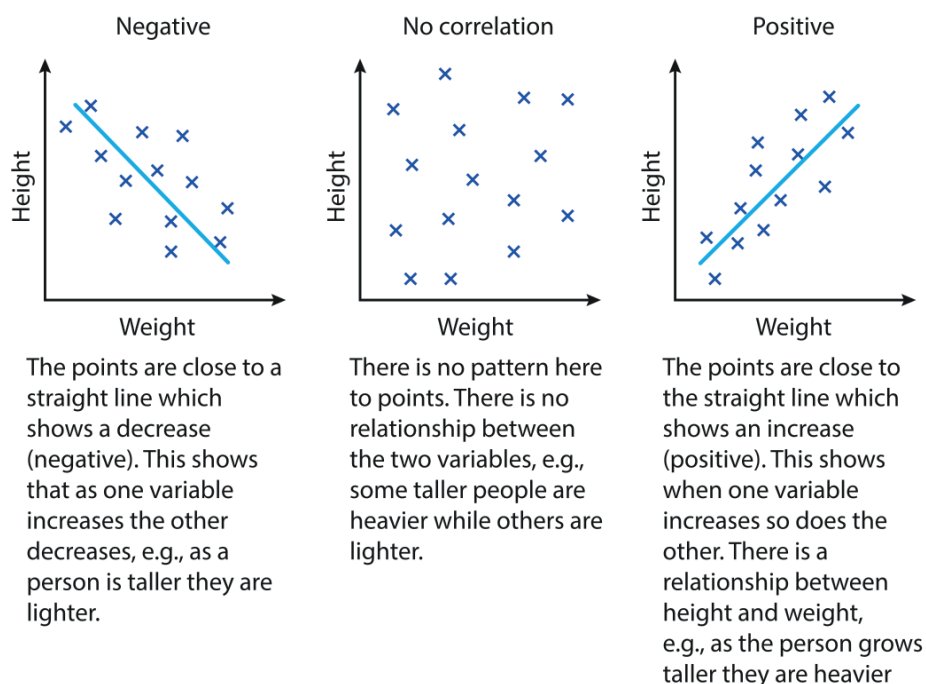 Negative
Height
Weight
The points are close to a
straight line which
shows a decrease
(negative). This shows
that as one variable
increases the other
decreases, e.g., as a
person is taller they are
lighter.
No correlation
Height
Weight
There is no pattern here
to points. There is no
relationship between
the two variables, e.g.,
some taller people are
heavier while others are
lighter.
Positive
Height
Weight
The points are close to
the straight line which
shows an increase
(positive). This shows
when one variable
increases so does the
other. There is a
relationship between
height and weight,
e.g., as the person grows
taller they are heavier